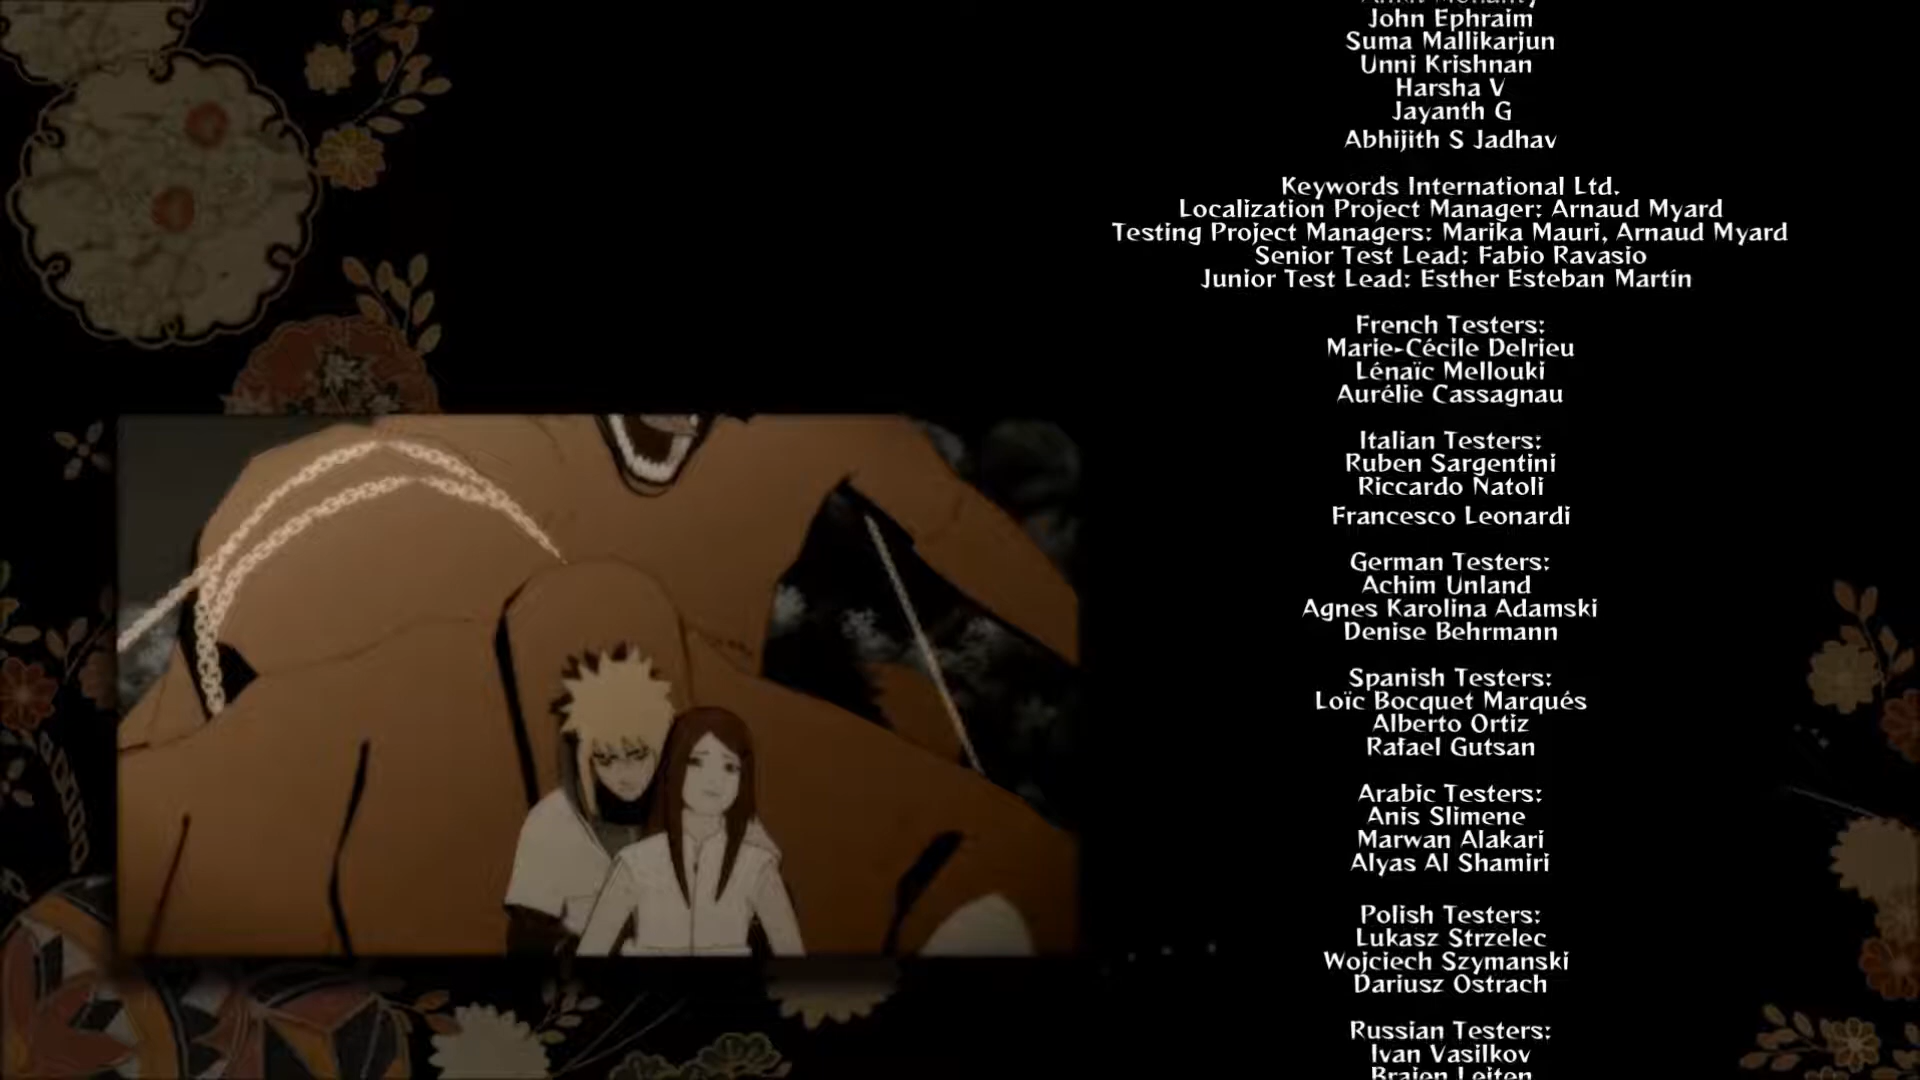 John Ephraim
Suma Mallikarjun
Unni Krishnan
Harsha V
Jayanth G
Abhijith S Jadhav
Keywords International Ltd.
Localization Project Manager: Arnaud Myard
Testing Project Managers: Marika Mauri, Arnaud Myard
Senior Test Lead: Fabio Ravasio
Junior Test Lead: Esther Esteban Martín
French Testers:
Marie-Cécile Delrieu
Lénaïc Mellouki
Aurélie Cassagnau
Italian Testers:
Ruben Sargentini
Riccardo Natoli
Francesco Leonardi
German Testers:
Achim Unland
Agnes Karolina Adamski
Denise Behrmann
Spanish Testers:
Loïc Bocquet Marqués
Alberto Ortiz
Rafael Gutsan
Arabic Testers:
Anis Slimene
Marwan Alakari
Alyas Al Shamiri
Polish Testers:
Lukasz Strzelec
Wojciech Szymanski
Dariusz Ostrach
Russian Testers:
Ivan Vasilkov